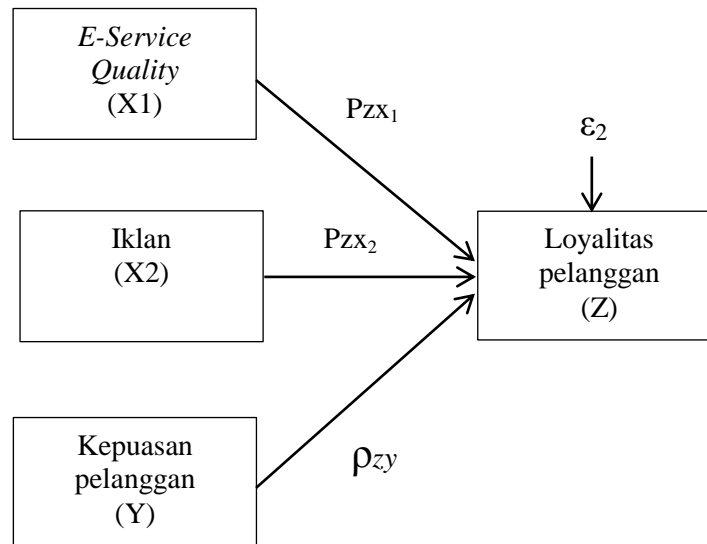 E-Service
Quality
(X1)
Pzx₁
ε₂
Iklan
(X2)
Pzx₂
Loyalitas
pelanggan
(Z)
Kepuasan
pelanggan
(Y)
ρzy